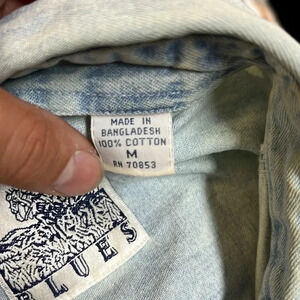 MADE IN
BANGLADESH
100% COTTON
M
RN 70853
BLUES